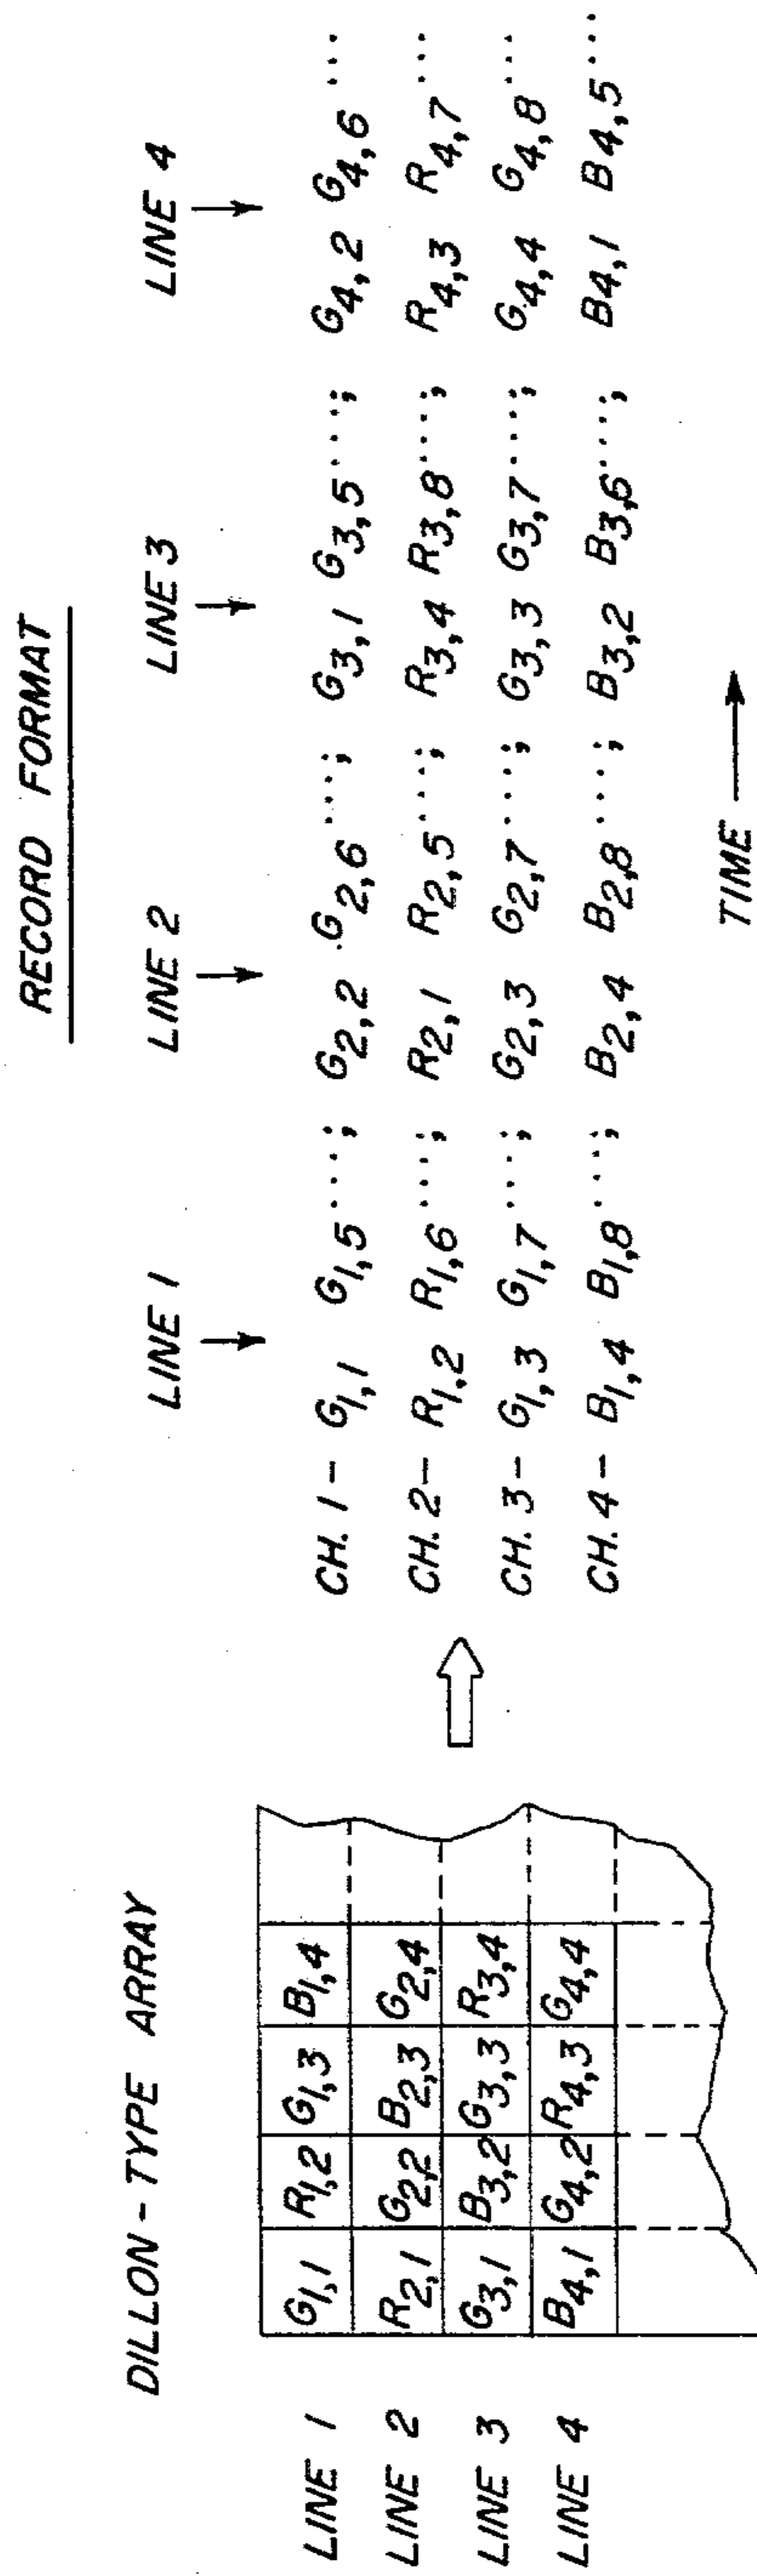 RECORD FORMAT
DILLON - TYPE ARRAY
LINE 1 LINE 2 LINE 3 LINE 4
LINE 1 G1,1 R1,2 G1,3 B1,4
LINE 2 R2,1 G2,2 B2,3 G2,4
LINE 3 G3,1 B3,2 G3,3 R3,4
LINE 4 B4,1 G4,2 R4,3 G4,4
CH. 1 - G1,1 G1,5 ····; G2,2 G2,6 ····; G3,1 G3,5 ····; G4,2 G4,6 ···
CH. 2 - R1,2 R1,6 ····; R2,1 R2,5 ····; R3,4 R3,8 ····; R4,3 R4,7 ···
CH. 3 - G1,3 G1,7 ····; G2,3 G2,7 ····; G3,3 G3,7 ····; G4,4 G4,8 ···
CH. 4 - B1,4 B1,8 ····; B2,4 B2,8 ····; B3,2 B3,6 ····; B4,1 B4,5 ···
TIME